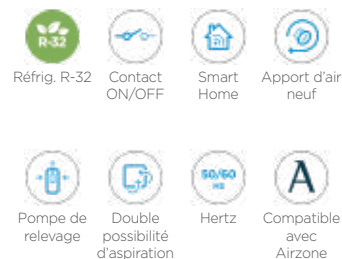 R-32
Réfrig. R-32
Contact
ON/OFF
Smart
Home
Apport d'air
neuf
Pompe de
relevage
Double
possibilité
d'aspiration
50/60
HZ
Hertz
A
Compatible
avec
Airzone